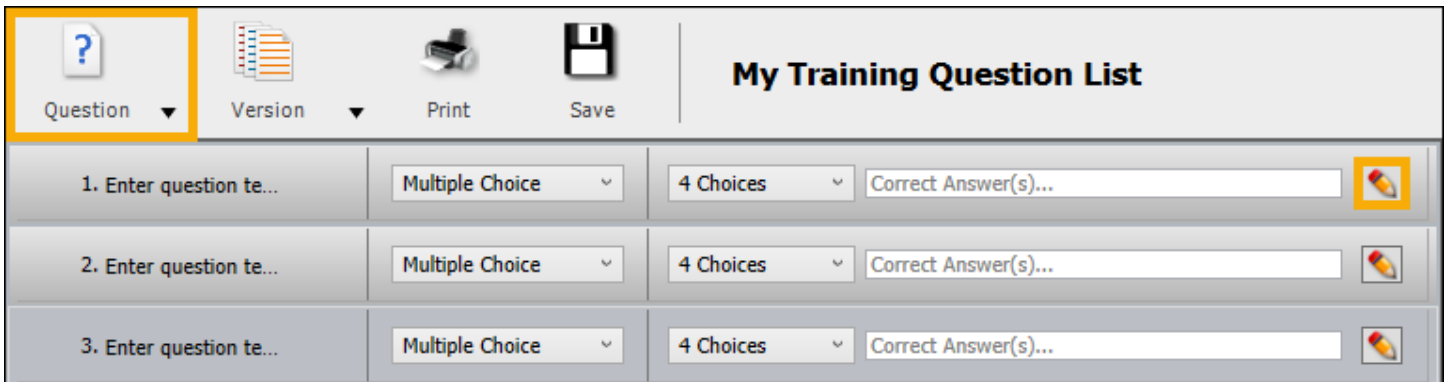 My Training Question List
Question Version Print Save
1. Enter question te... Multiple Choice 4 Choices Correct Answer(s)...
2. Enter question te... Multiple Choice 4 Choices Correct Answer(s)...
3. Enter question te... Multiple Choice 4 Choices Correct Answer(s)...